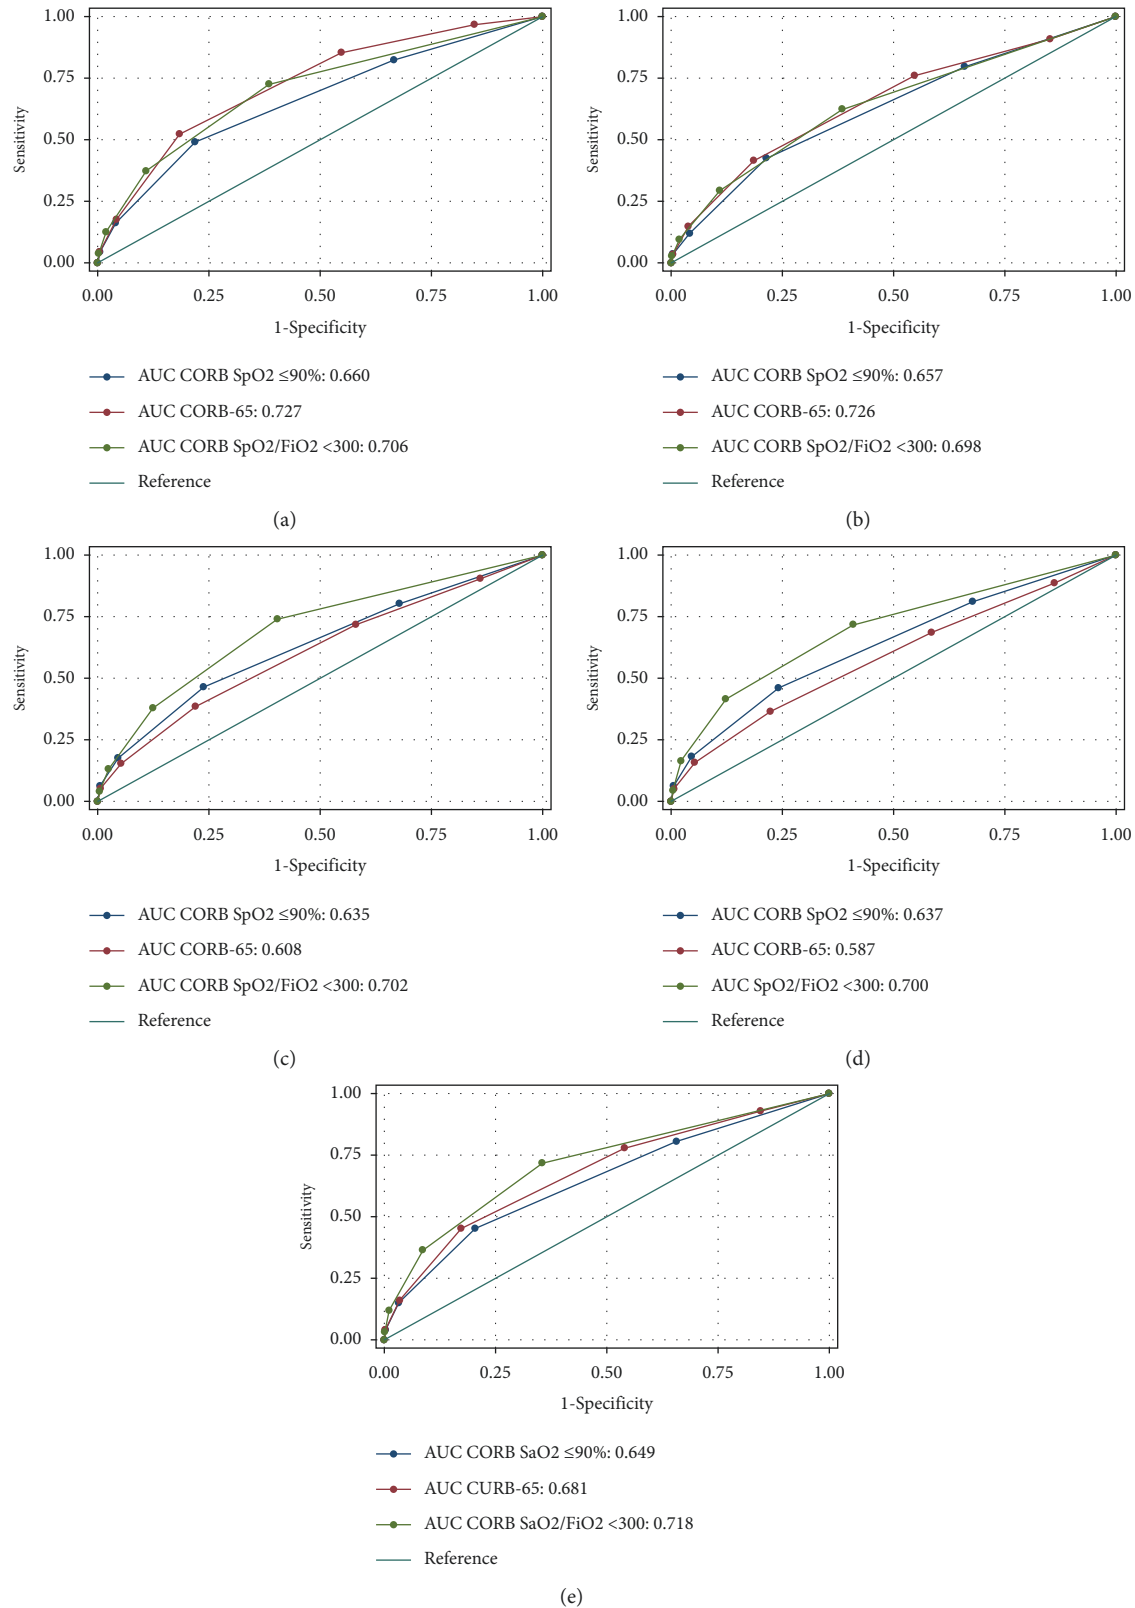 1.00
0.75
0.50
0.25
0.00
Sensitivity
0.00 0.25 0.50 0.75 1.00
1-Specificity
AUC CORB SpO2 ≤90%: 0.660
AUC CORB-65: 0.727
AUC CORB SpO2/FiO2 <300: 0.706
Reference
(a)
1.00
0.75
0.50
0.25
0.00
Sensitivity
0.00 0.25 0.50 0.75 1.00
1-Specificity
AUC CORB SpO2 ≤90%: 0.657
AUC CORB-65: 0.726
AUC CORB SpO2/FiO2 <300: 0.698
Reference
(b)
1.00
0.75
0.50
0.25
0.00
Sensitivity
0.00 0.25 0.50 0.75 1.00
1-Specificity
AUC CORB SpO2 ≤90%: 0.635
AUC CORB-65: 0.608
AUC CORB SpO2/FiO2 <300: 0.702
Reference
(c)
1.00
0.75
0.50
0.25
0.00
Sensitivity
0.00 0.25 0.50 0.75 1.00
1-Specificity
AUC CORB SpO2 ≤90%: 0.637
AUC CORB-65: 0.587
AUC SpO2/FiO2 <300: 0.700
Reference
(d)
1.00
0.75
0.50
0.25
0.00
Sensitivity
0.00 0.25 0.50 0.75 1.00
1-Specificity
AUC CORB SaO2 ≤90%: 0.649
AUC CURB-65: 0.681
AUC CORB SaO2/FiO2 <300: 0.718
Reference
(e)